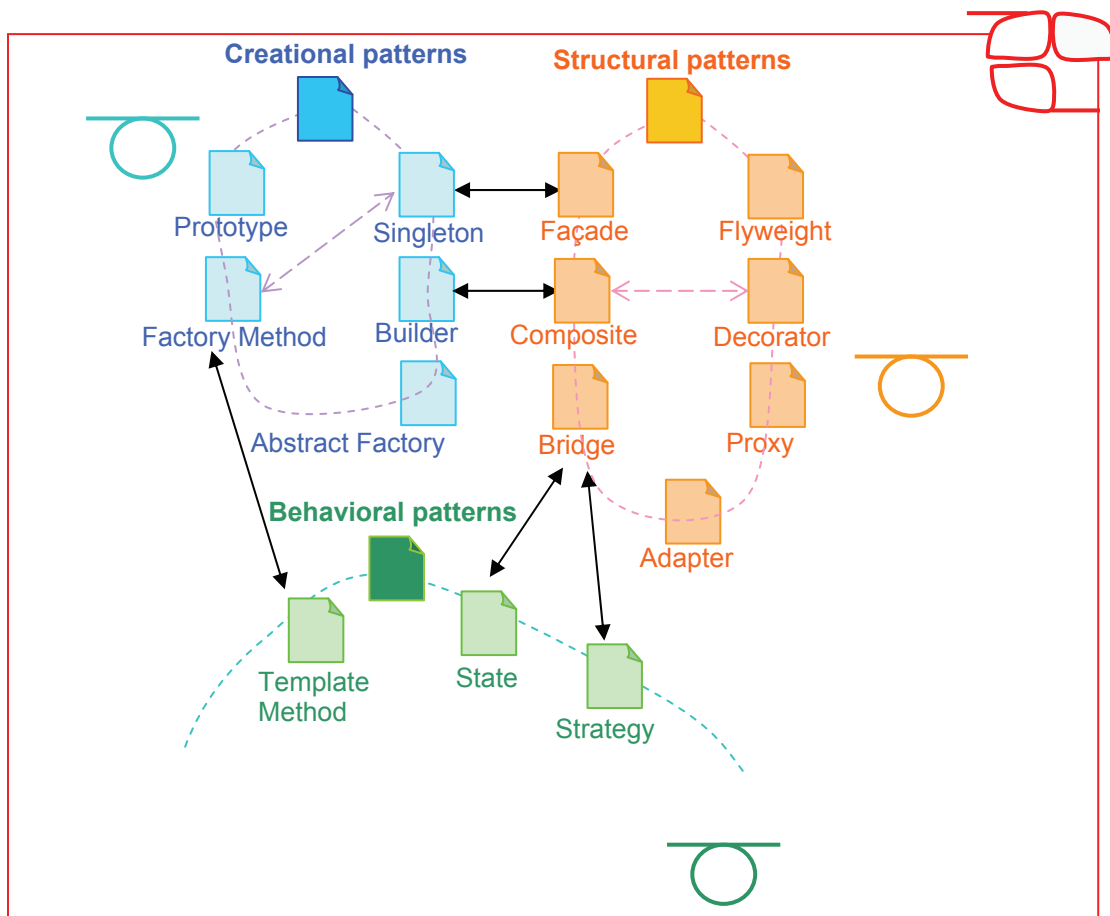 Creational patterns
Structural patterns
Prototype
Singleton
Façade
Flyweight
Factory Method
Builder
Composite
Decorator
Abstract Factory
Bridge
Proxy
Behavioral patterns
Adapter
Template
Method
State
Strategy